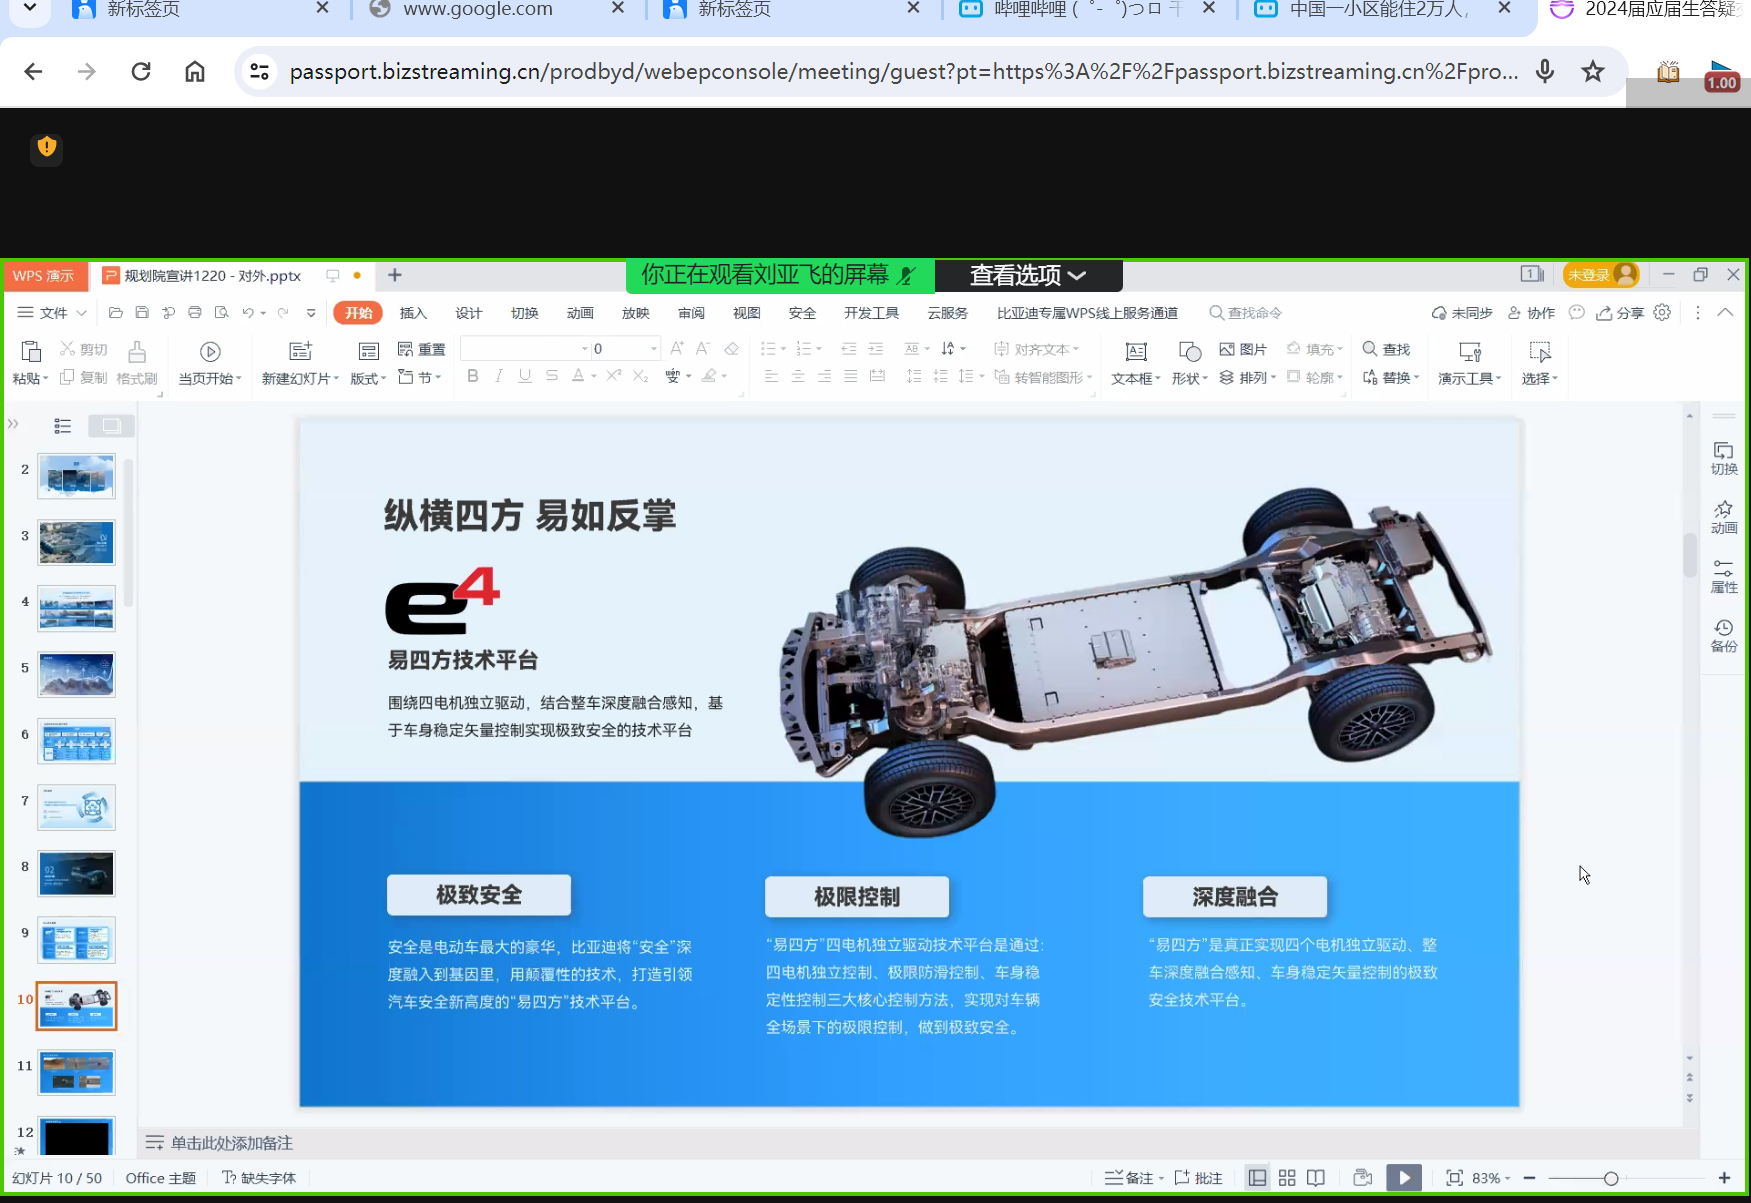 新标签页
www.google.com
新标签页
哔哩哔哩 ( ゜- ゜)つロ 干
中国一小区能住2万人,
2024届应届生答疑
passport.bizstreaming.cn/prodbyd/webepconsole/meeting/guest?pt=https%3A%2F%2Fpassport.bizstreaming.cn%2Fpro...
1.00
WPS 演示
规划院宣讲1220 - 对外.pptx
你正在观看刘亚飞的屏幕
查看选项
未登录
文件 开始 插入 设计 切换 动画 放映 审阅 视图 安全 开发工具 云服务 比亚迪专属WPS线上服务通道 查找命令 未同步 协作 分享
剪切 重置 0 对齐文本 图片 填充 查找
粘贴 复制 格式刷 当页开始 新建幻灯片 版式 节 转智能图形 文本框 形状 排列 轮廓 替换 演示工具 选择
切换
动画
属性
备份
2
3
4
5
6
7
8
9
10
11
12
纵横四方 易如反掌
e4
易四方技术平台
围绕四电机独立驱动，结合整车深度融合感知，基
于车身稳定矢量控制实现极致安全的技术平台
极致安全
安全是电动车最大的豪华，比亚迪将“安全”深
度融入到基因里，用颠覆性的技术，打造引领
汽车安全新高度的“易四方”技术平台。
极限控制
“易四方”四电机独立驱动技术平台是通过:
四电机独立控制、极限防滑控制、车身稳
定性控制三大核心控制方法，实现对车辆
全场景下的极限控制，做到极致安全。
深度融合
“易四方”是真正实现四个电机独立驱动、整
车深度融合感知、车身稳定矢量控制的极致
安全技术平台。
单击此处添加备注
幻灯片 10 / 50 Office 主题 缺失字体 备注 批注 83%